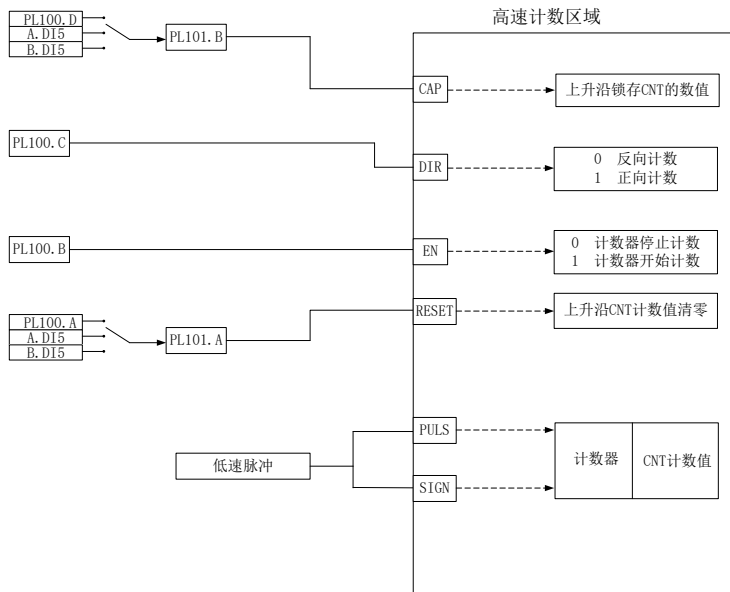 高速计数区域
PL100.D
A.DI5
B.DI5
PL101.B
CAP
上升沿锁存CNT的数值
PL100.C
DIR
0 反向计数
1 正向计数
PL100.B
EN
0 计数器停止计数
1 计数器开始计数
PL100.A
A.DI5
B.DI5
PL101.A
RESET
上升沿CNT计数值清零
低速脉冲
PULS
SIGN
计数器
CNT计数值